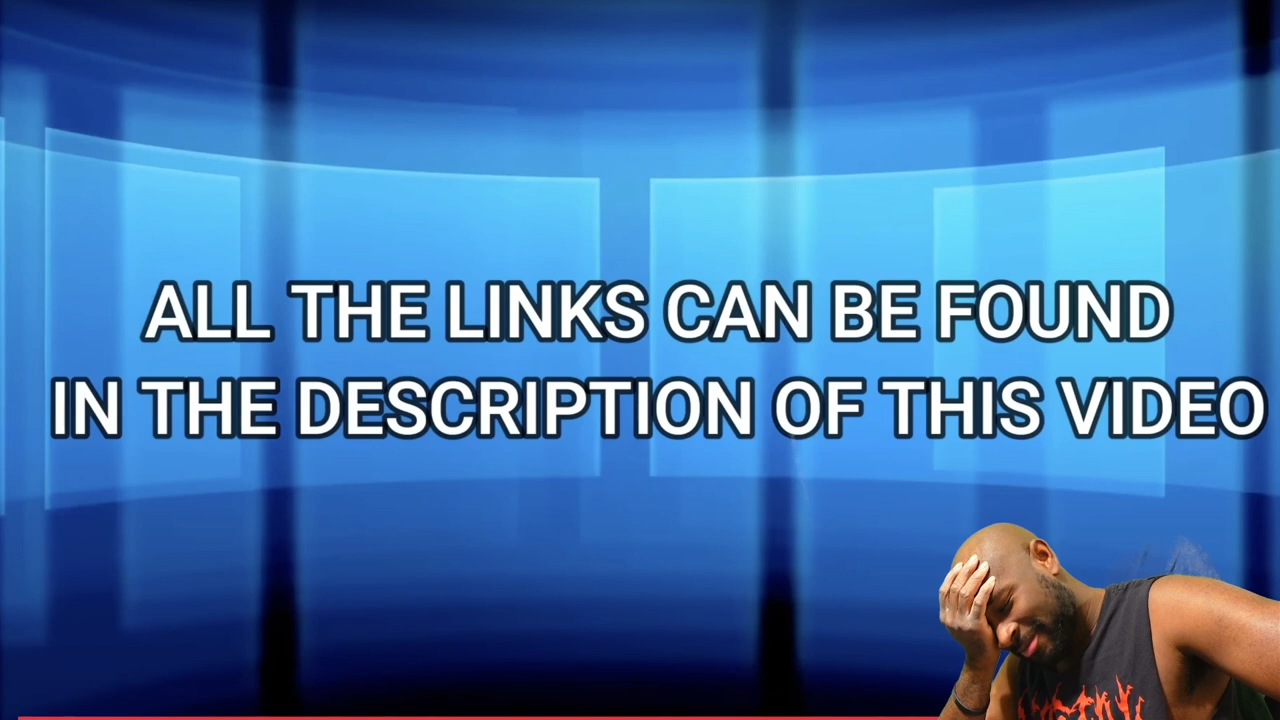 ALL THE LINKS CAN BE FOUND
IN THE DESCRIPTION OF THIS VIDEO